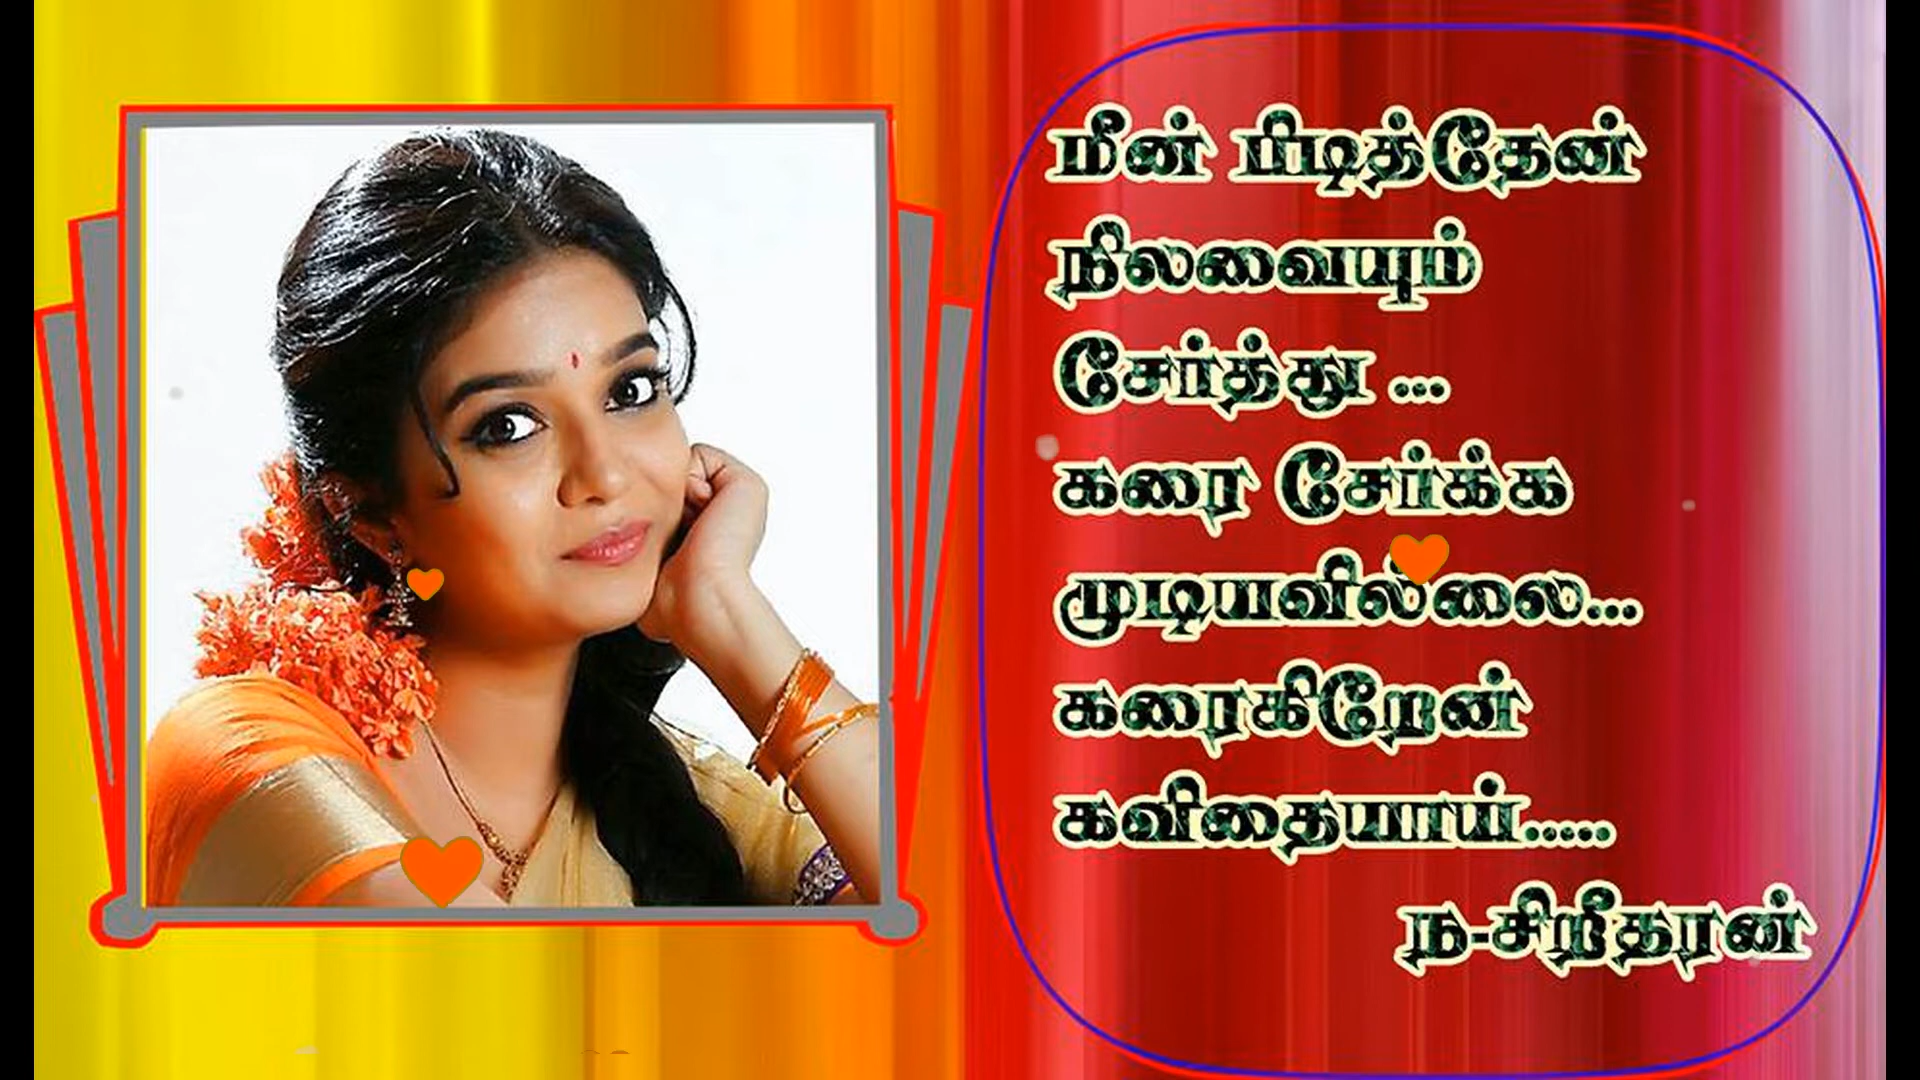 மீன் பிடித்தேன்
நிலவையும்
சேர்த்து ...
கரை சேர்க்க
முடியவில்லை...
கரைகிறேன்
கவிதையாய்.....
ந-சிறீதரன்